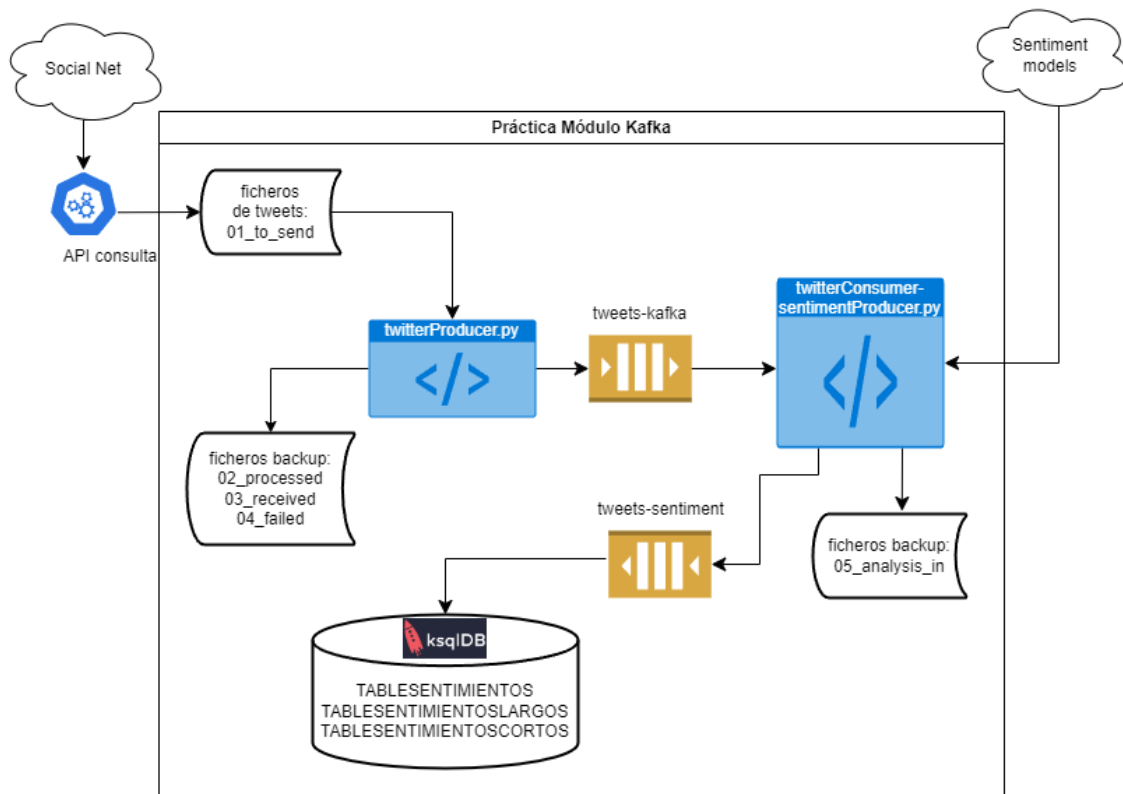 Social Net
Sentiment
models
Práctica Módulo Kafka
ficheros
de tweets:
01_to_send
API consulta
twitterProducer.py
</>
tweets-kafka
twitterConsumer-
sentimentProducer.py
</>
ficheros backup:
02_processed
03_received
04_failed
tweets-sentiment
ficheros backup:
05_analysis_in
ksqlDB
TABLESENTIMIENTOS
TABLESENTIMIENTOSLARGOS
TABLESENTIMIENTOSCORTOS